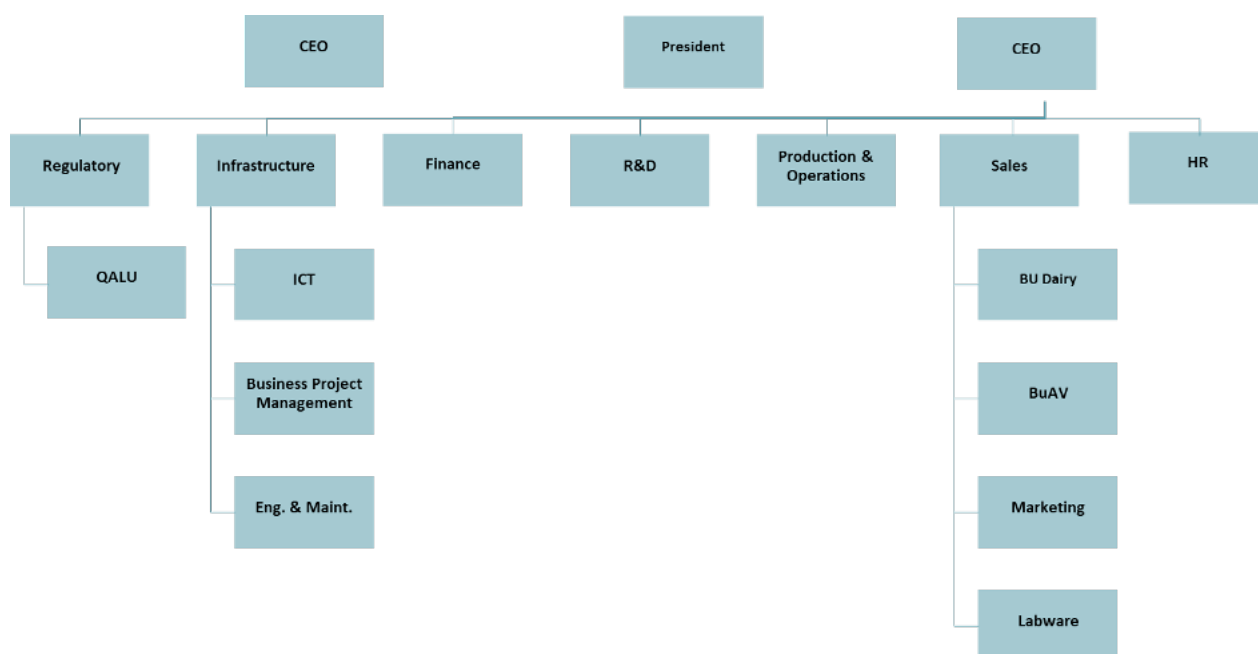 CEO
President
CEO
Regulatory
Infrastructure
Finance
R&D
Production &
Operations
Sales
HR
QALU
ICT
BU Dairy
Business Project
Management
BuAV
Eng. & Maint.
Marketing
Labware